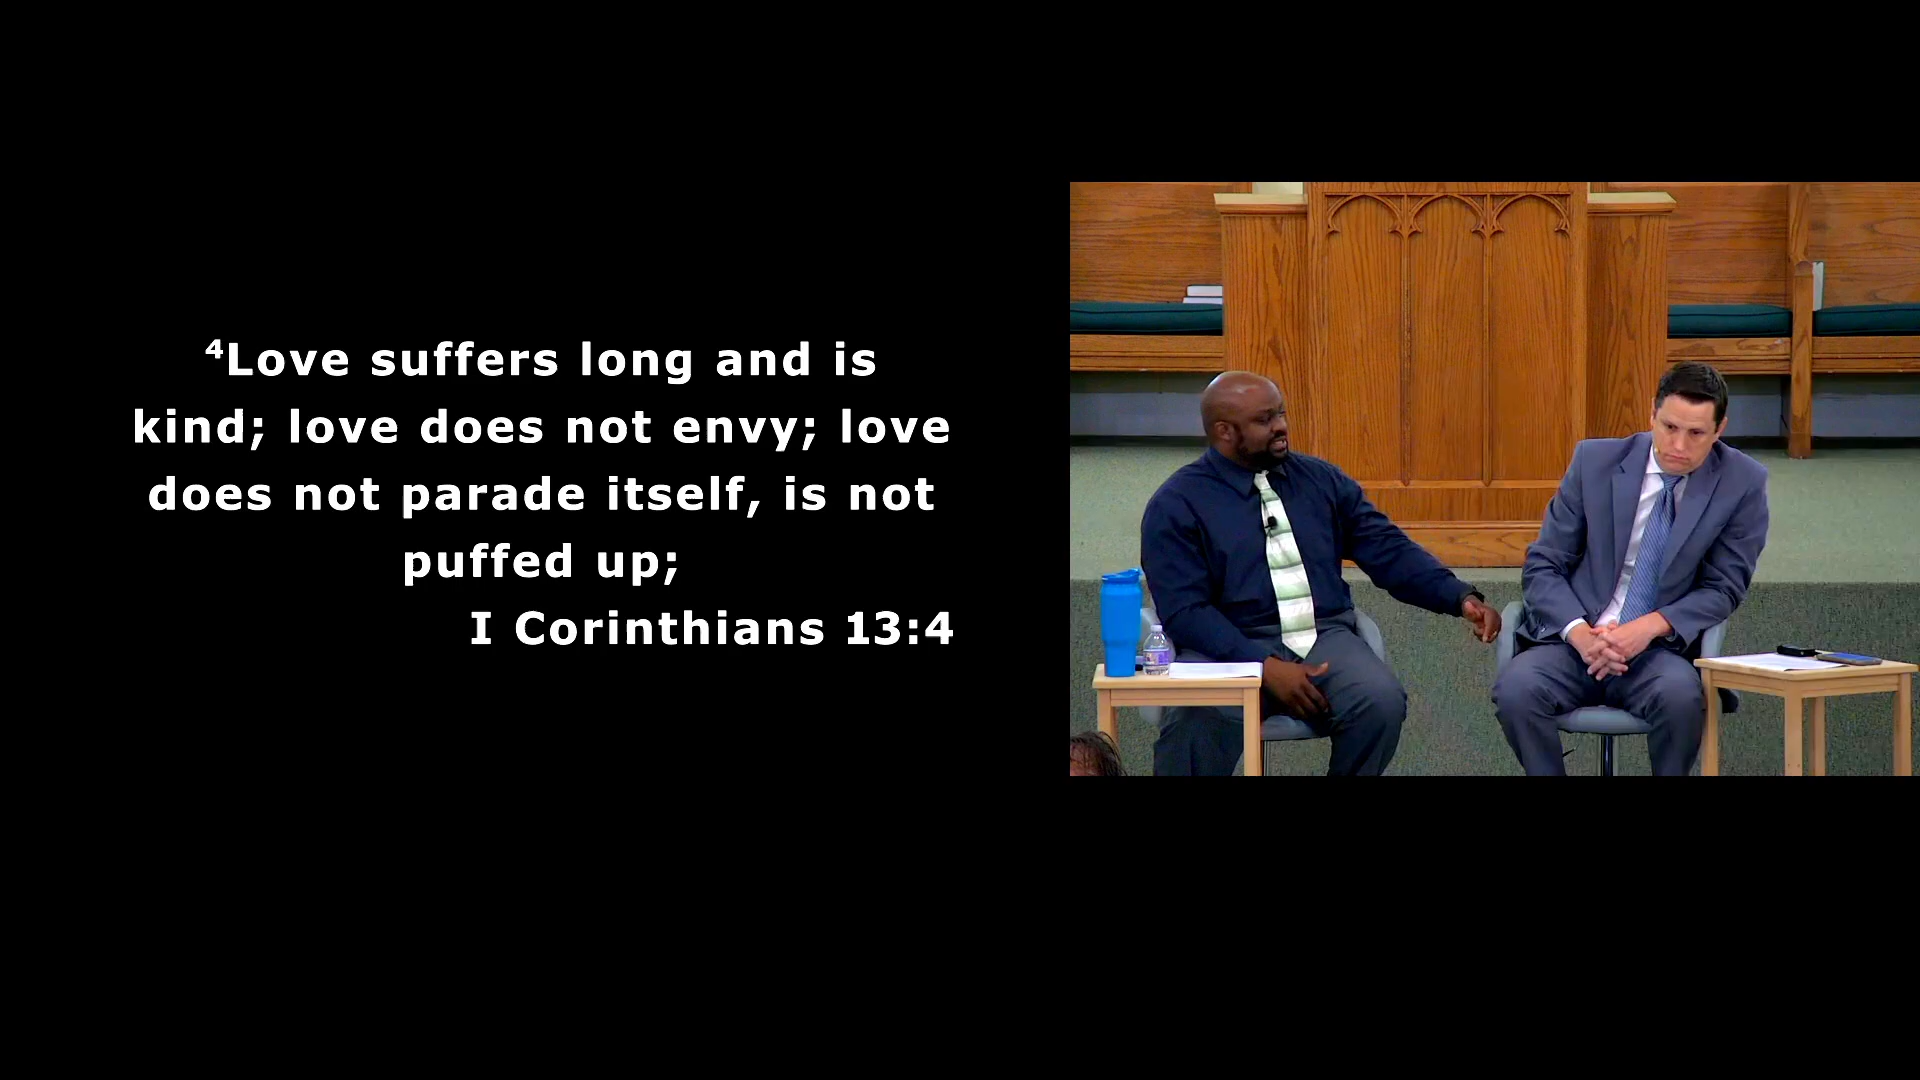 ⁴Love suffers long and is
kind; love does not envy; love
does not parade itself, is not
puffed up;
I Corinthians 13:4